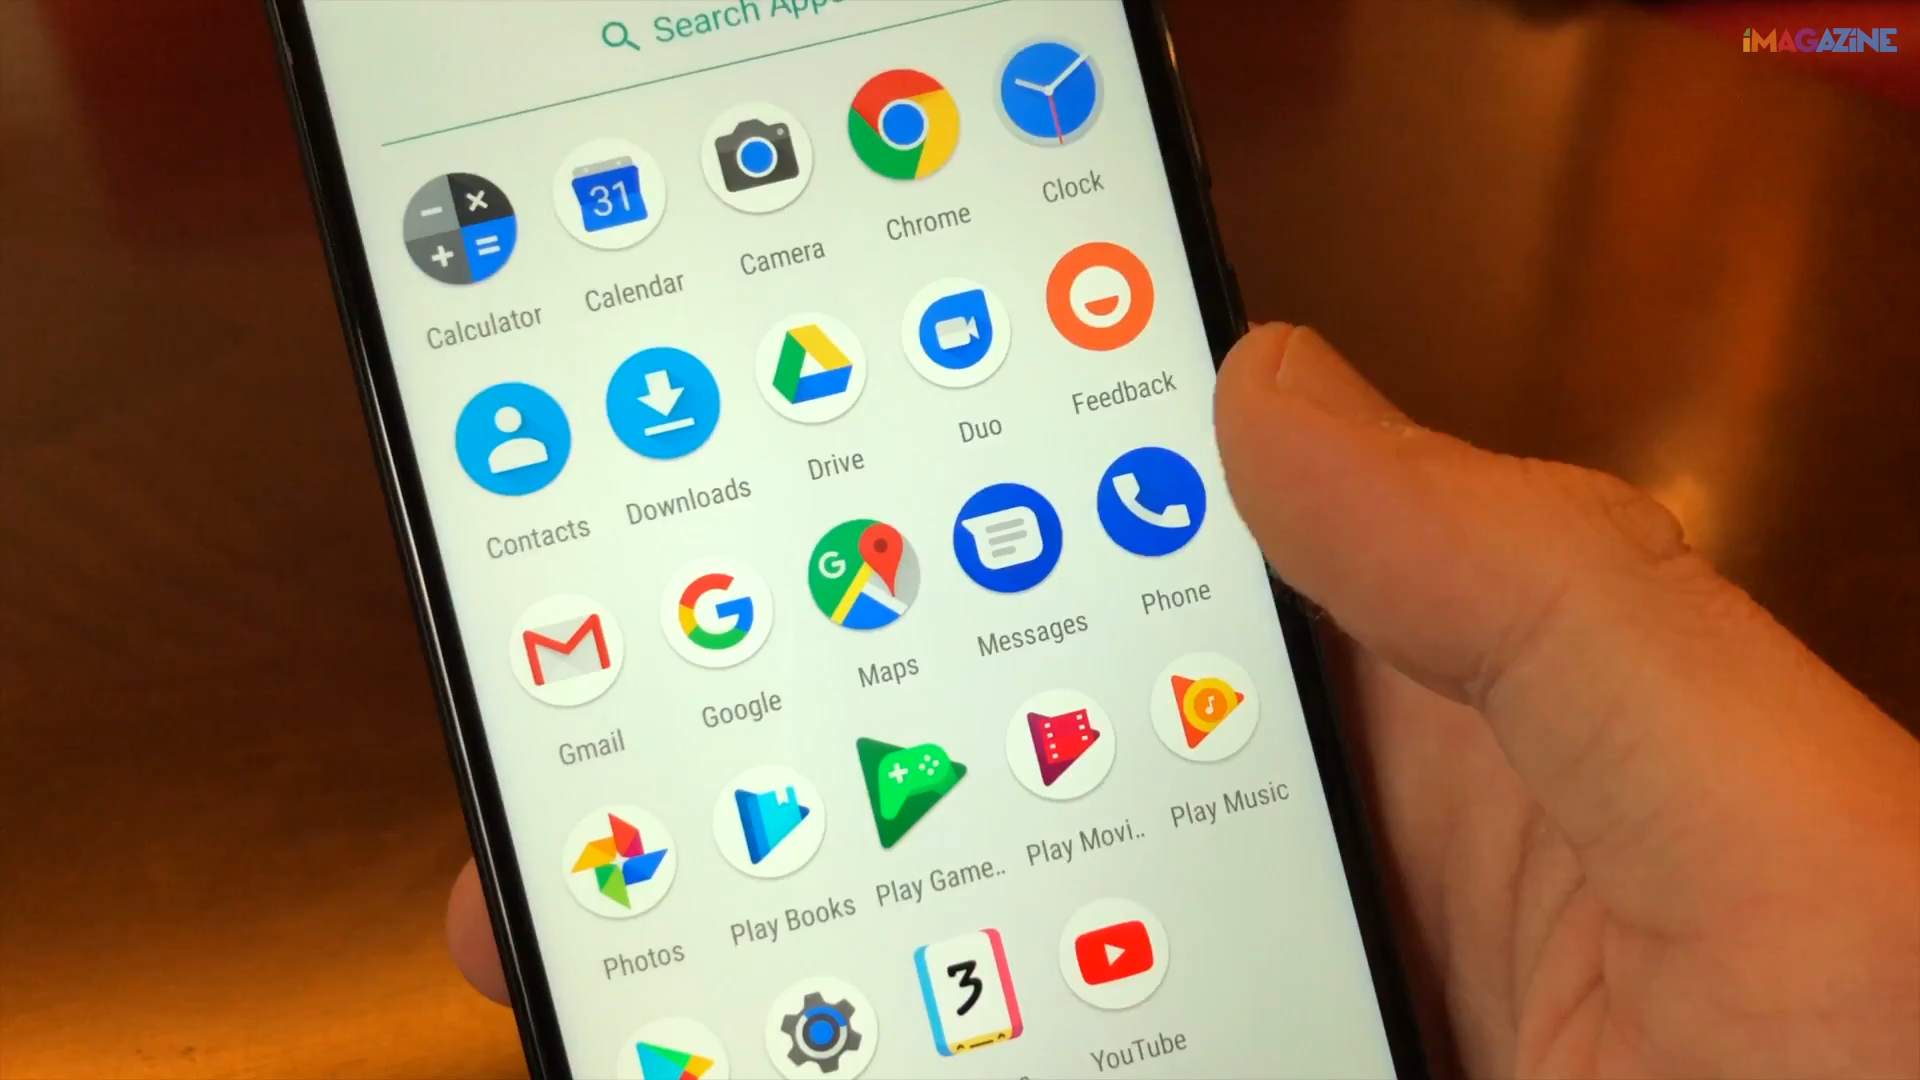 iMAGAZINE
Search Apps
31
Calculator
Calendar
Camera
Chrome
Clock
Contacts
Downloads
Drive
Duo
Feedback
Gmail
Google
Maps
Messages
Phone
Photos
Play Books
Play Game..
Play Movi..
Play Music
3
YouTube